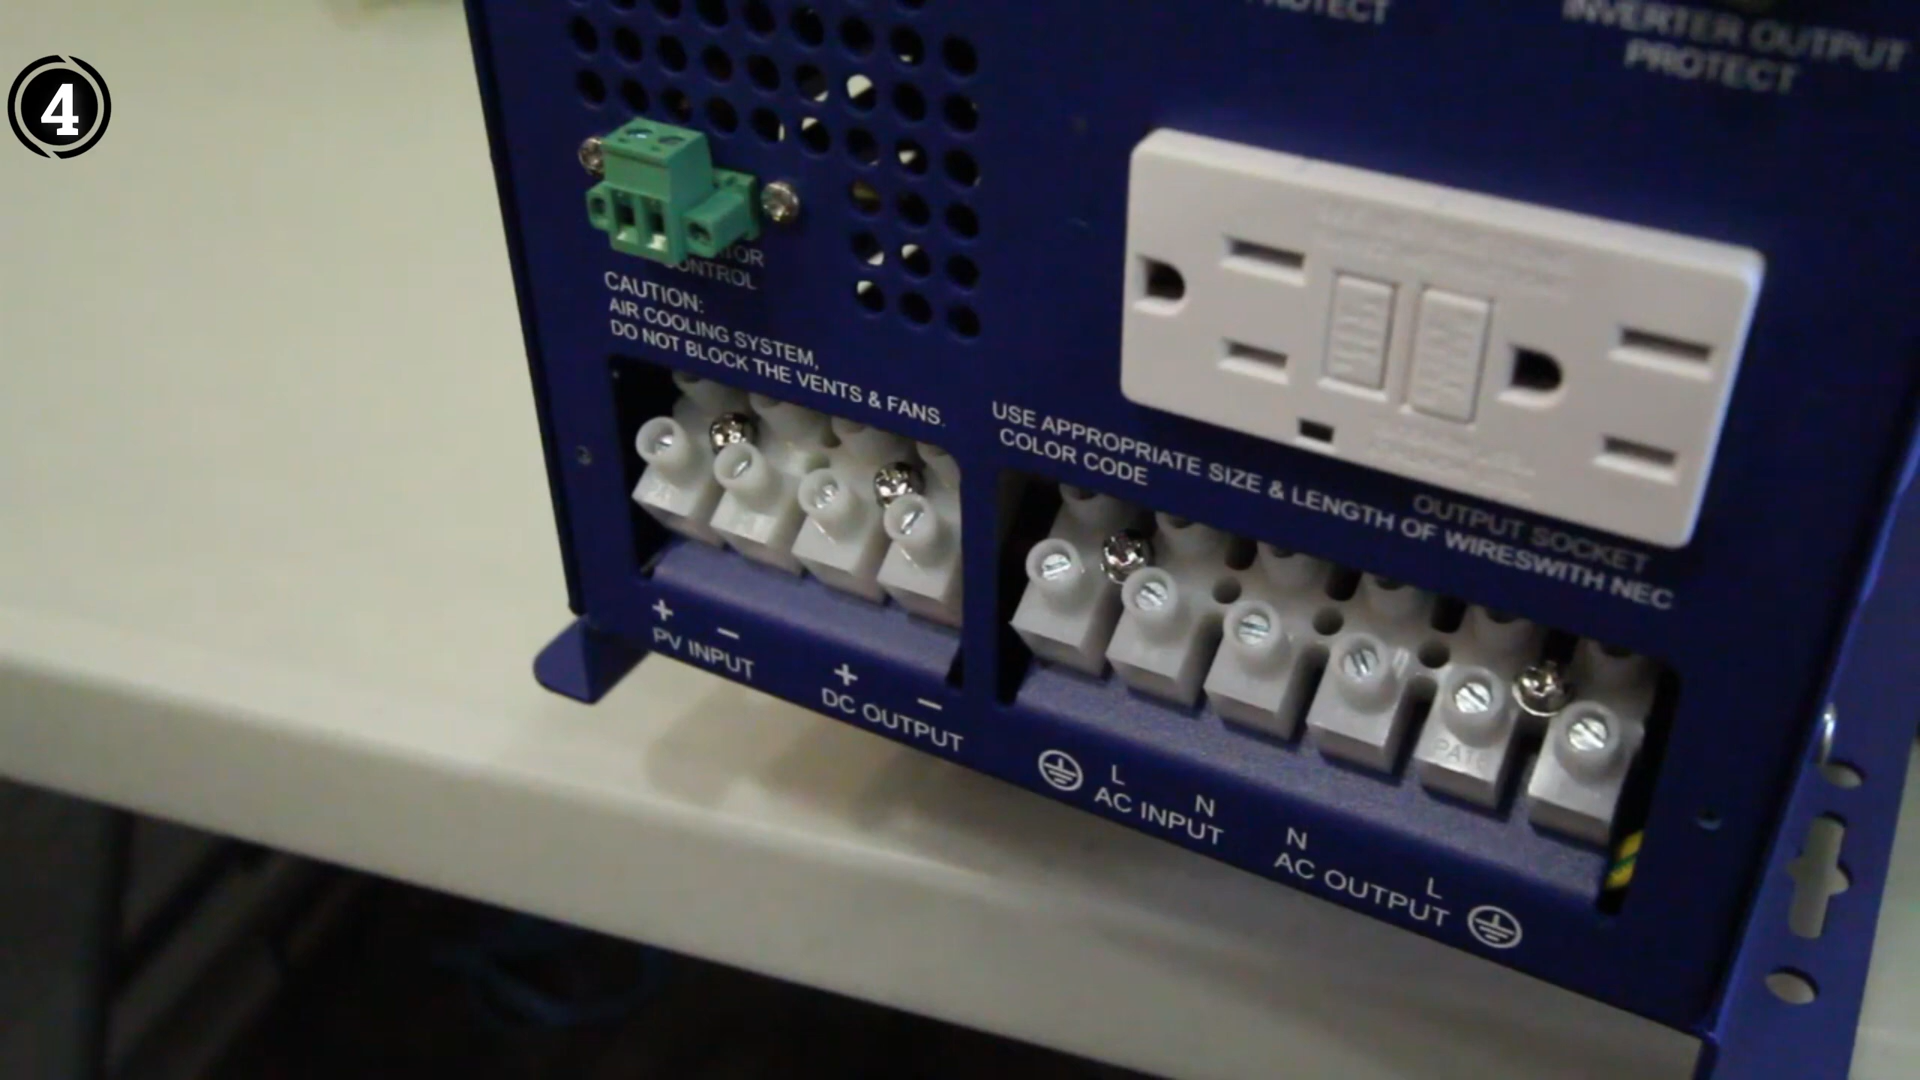 4
PROTECT
INVERTER OUTPUT
PROTECT
CONTROL
CAUTION:
AIR COOLING SYSTEM,
DO NOT BLOCK THE VENTS & FANS.
USE APPROPRIATE SIZE & LENGTH OF WIRESWITH NEC
COLOR CODE
OUTPUT SOCKET
+ −
PV INPUT
+ −
DC OUTPUT
L N
AC INPUT
N L
AC OUTPUT